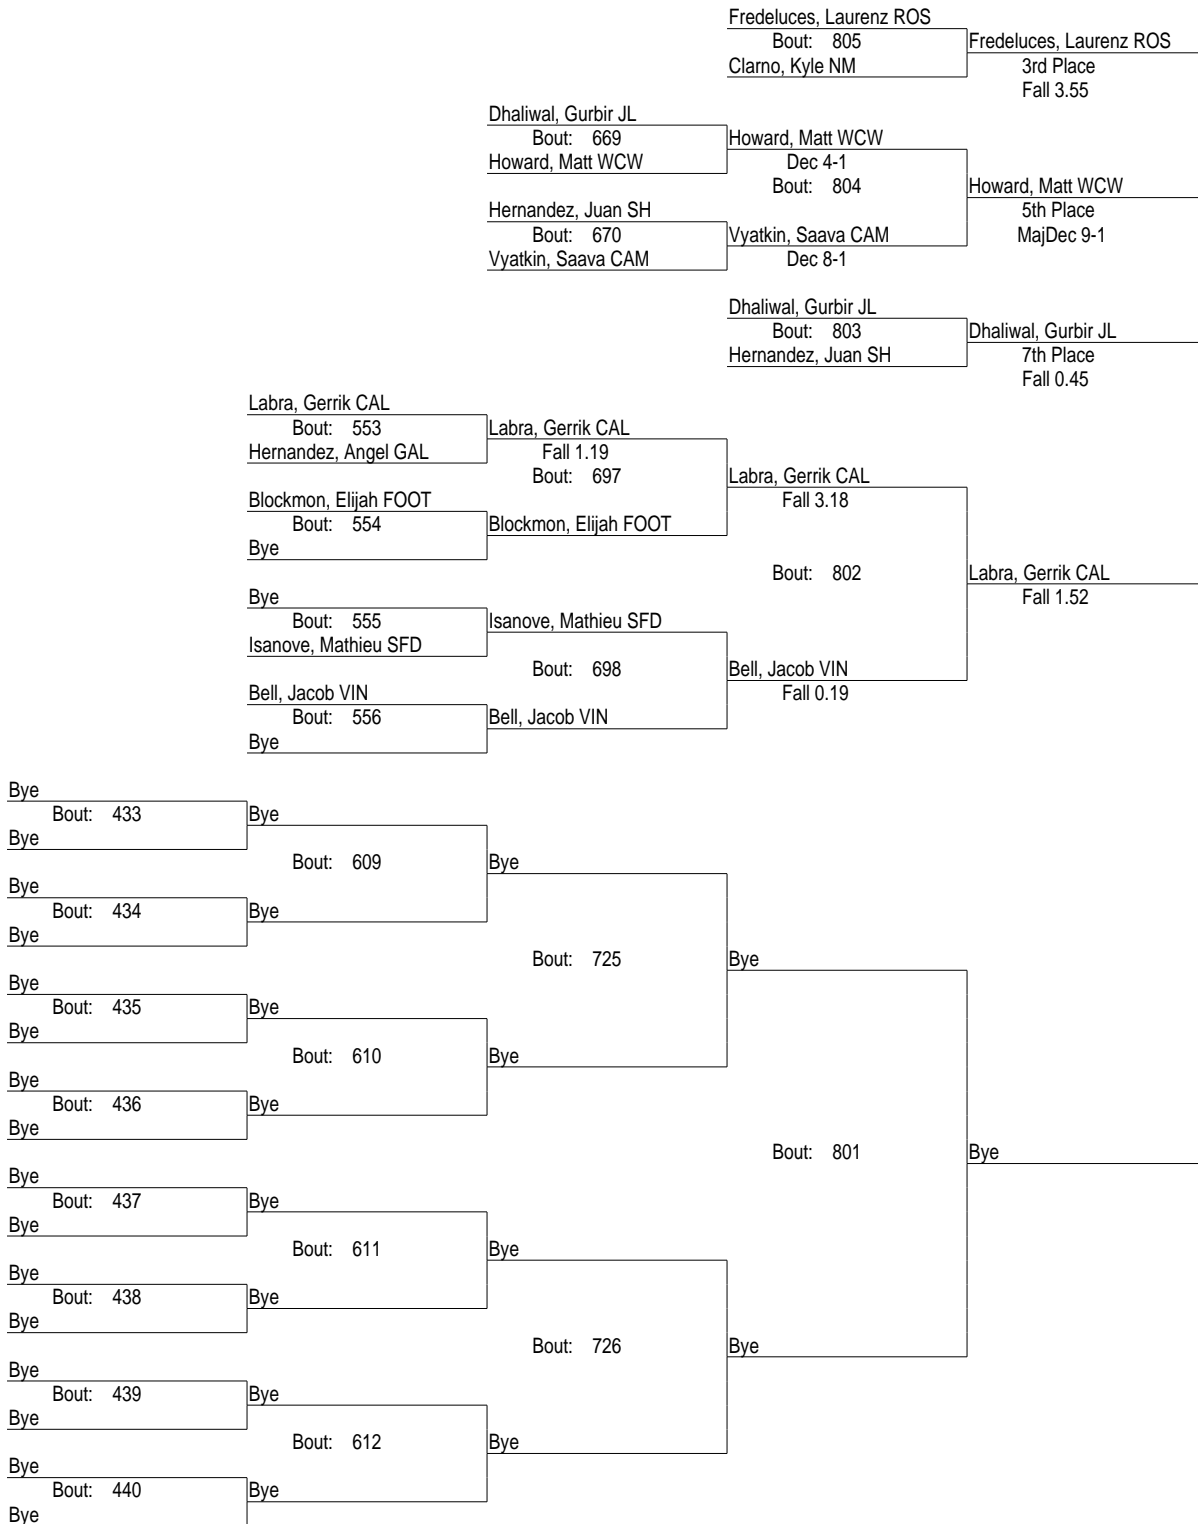 Fredeluces, Laurenz ROS
Bout: 805
Fredeluces, Laurenz ROS
Clarno, Kyle NM
3rd Place
Fall 3.55
Dhaliwal, Gurbir JL
Bout: 669
Howard, Matt WCW
Howard, Matt WCW
Dec 4-1
Bout: 804
Howard, Matt WCW
Hernandez, Juan SH
5th Place
Bout: 670
Vyatkin, Saava CAM
MajDec 9-1
Vyatkin, Saava CAM
Dec 8-1
Dhaliwal, Gurbir JL
Bout: 803
Dhaliwal, Gurbir JL
Hernandez, Juan SH
7th Place
Fall 0.45
Labra, Gerrik CAL
Bout: 553
Labra, Gerrik CAL
Hernandez, Angel GAL
Fall 1.19
Bout: 697
Labra, Gerrik CAL
Blockmon, Elijah FOOT
Fall 3.18
Bout: 554
Blockmon, Elijah FOOT
Bye
Bout: 802
Labra, Gerrik CAL
Bye
Fall 1.52
Bout: 555
Isanove, Mathieu SFD
Isanove, Mathieu SFD
Bout: 698
Bell, Jacob VIN
Bell, Jacob VIN
Fall 0.19
Bout: 556
Bell, Jacob VIN
Bye
Bye
Bout: 433
Bye
Bye
Bout: 609
Bye
Bye
Bout: 434
Bye
Bye
Bout: 725
Bye
Bye
Bout: 435
Bye
Bye
Bout: 610
Bye
Bye
Bout: 436
Bye
Bye
Bout: 801
Bye
Bye
Bout: 437
Bye
Bye
Bout: 611
Bye
Bye
Bout: 438
Bye
Bye
Bout: 726
Bye
Bye
Bout: 439
Bye
Bye
Bout: 612
Bye
Bye
Bout: 440
Bye
Bye